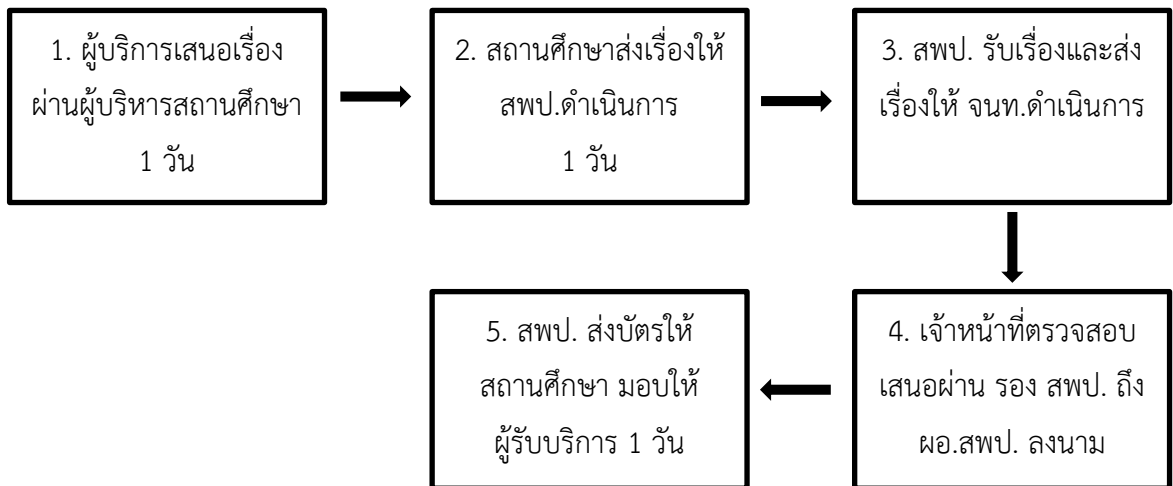 1. ผู้บริการเสนอเรื่อง
ผ่านผู้บริหารสถานศึกษา
1 วัน
2. สถานศึกษาส่งเรื่องให้
สพป.ดำเนินการ
1 วัน
3. สพป. รับเรื่องและส่ง
เรื่องให้ จนท.ดำเนินการ
4. เจ้าหน้าที่ตรวจสอบ
เสนอผ่าน รอง สพป. ถึง
ผอ.สพป. ลงนาม
5. สพป. ส่งบัตรให้
สถานศึกษา มอบให้
ผู้รับบริการ 1 วัน